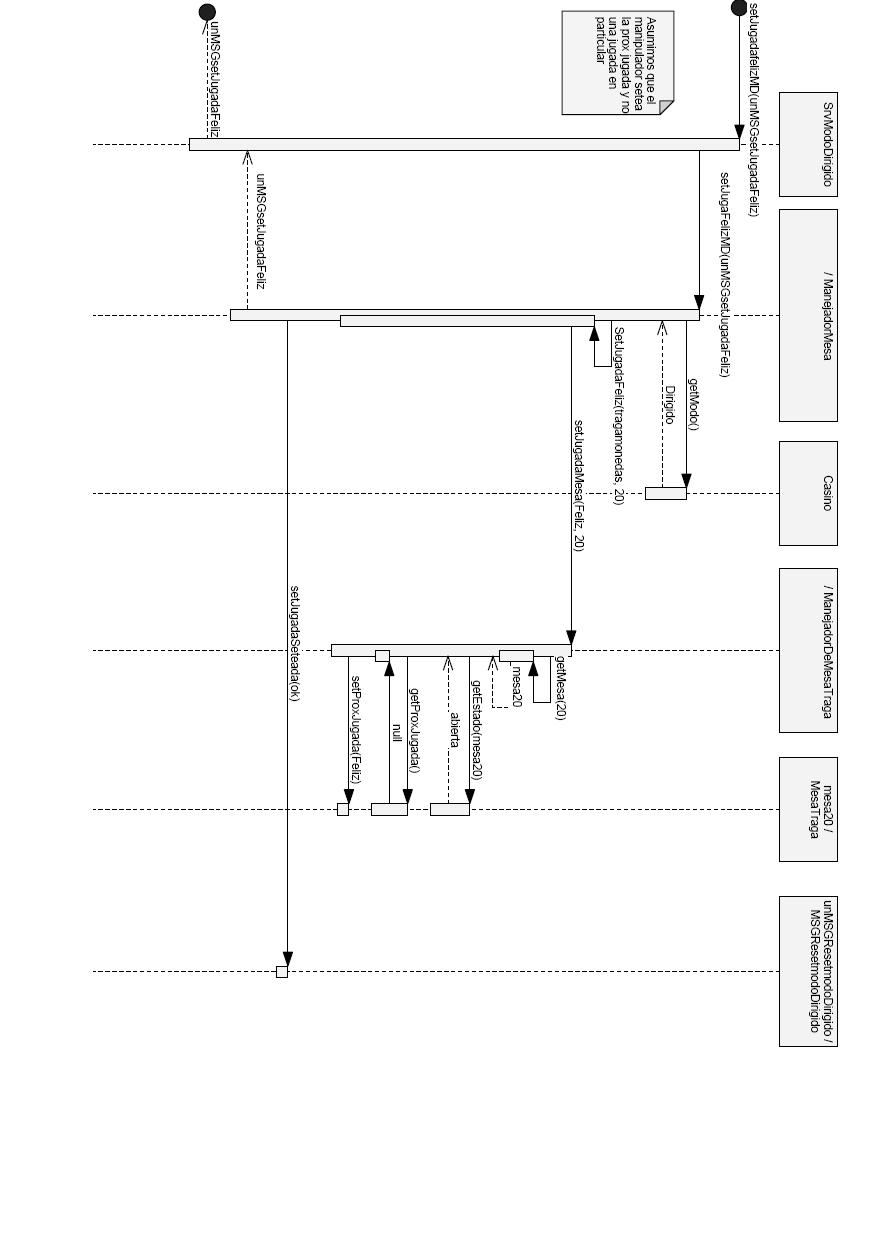 setJugadafelizMD(unMSGsetJugadaFeliz)
SrvModoDirigido
/ ManejadorMesa
Casino
/ ManejadorDeMesaTraga
mesa20 /
MesaTraga
unMSGResetmodoDirigido /
MSGResetmodoDirigido
Asumimos que el
manipulador setea
la prox jugada y no
una jugada en
particular
setJugaFelizMD(unMSGsetJugadaFeliz)
getModo()
Dirigido
SetJugadaFeliz(tragamonedas, 20)
setJugadaMesa(Feliz, 20)
getMesa(20)
mesa20
getEstado(mesa20)
abierta
getProxJugada()
null
setProxJugada(Feliz)
setJugadaSeteada(ok)
unMSGsetJugadaFeliz
unMSGsetJugadaFeliz